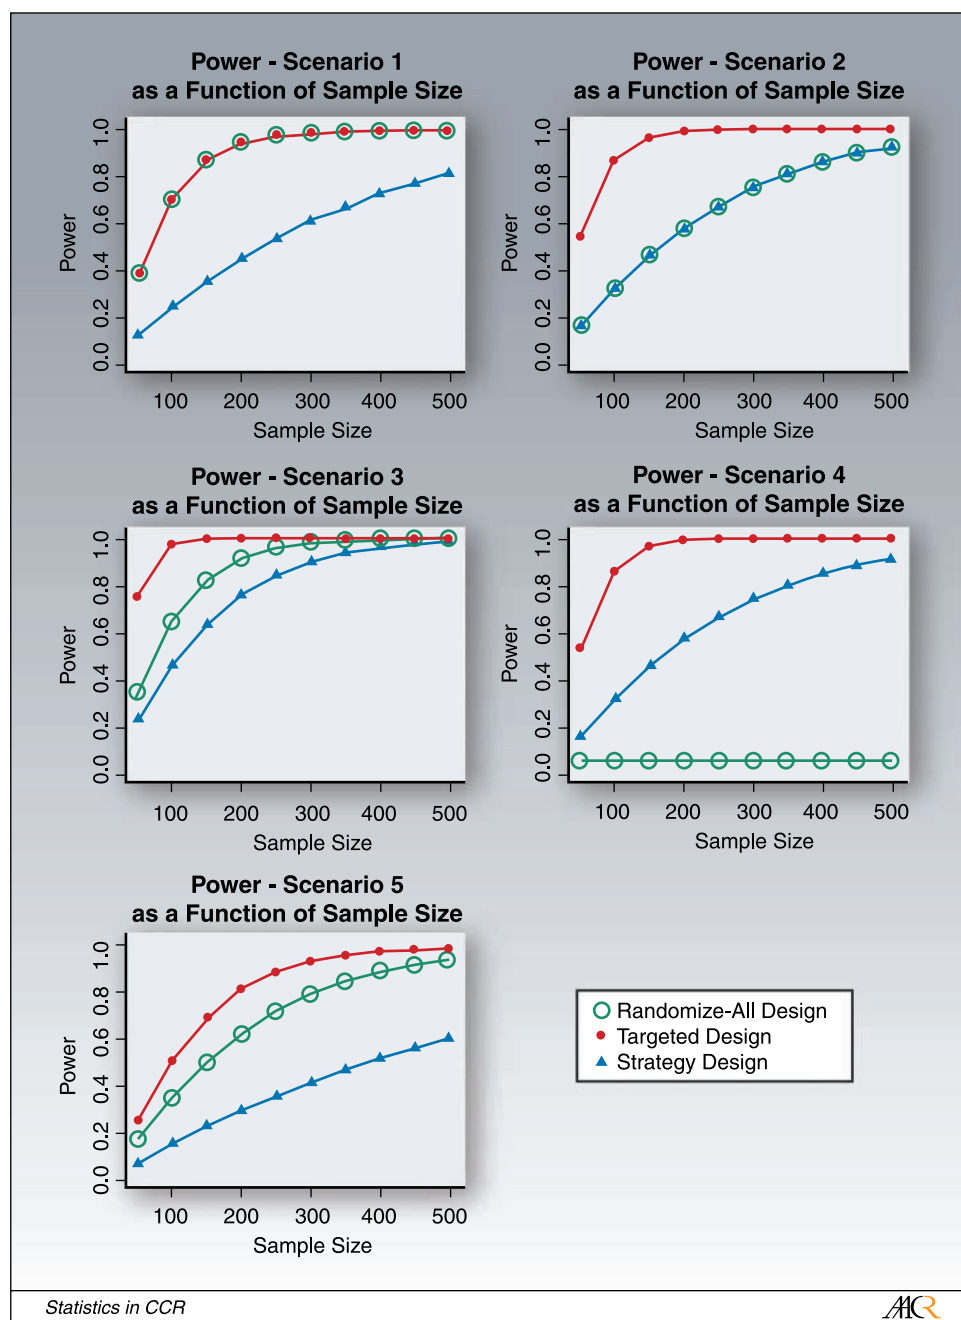 Power - Scenario 1
as a Function of Sample Size
Power
0.0 0.2 0.4 0.6 0.8 1.0
100 200 300 400 500
Sample Size
Power - Scenario 2
as a Function of Sample Size
Power
0.0 0.2 0.4 0.6 0.8 1.0
100 200 300 400 500
Sample Size
Power - Scenario 3
as a Function of Sample Size
Power
0.0 0.2 0.4 0.6 0.8 1.0
100 200 300 400 500
Sample Size
Power - Scenario 4
as a Function of Sample Size
Power
0.0 0.2 0.4 0.6 0.8 1.0
100 200 300 400 500
Sample Size
Power - Scenario 5
as a Function of Sample Size
Power
0.0 0.2 0.4 0.6 0.8 1.0
100 200 300 400 500
Sample Size
Randomize-All Design
Targeted Design
Strategy Design
Statistics in CCR
AACR